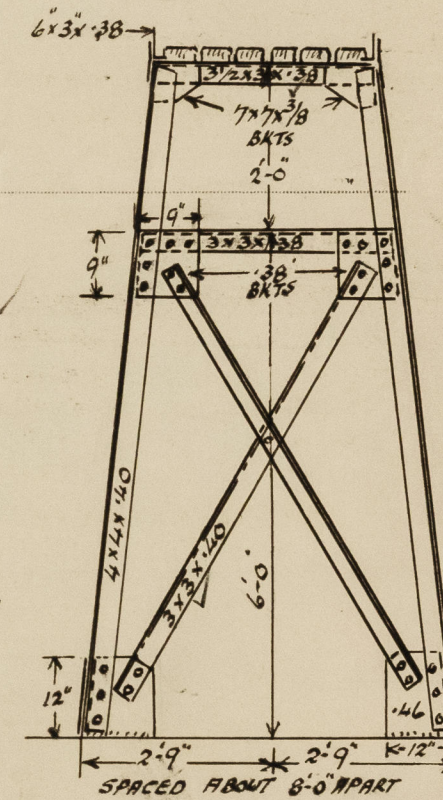 6"x3"x.38
3½x3x.38
7x7x3/8
BKTS
2'-0"
9"
3x3x.38
9"
.38
BKTS
4x4x.40
3x3x.40
6'-0"
12"
.46
2'-9" 2'-9" 12"
SPACED ABOUT 8'-0" APART